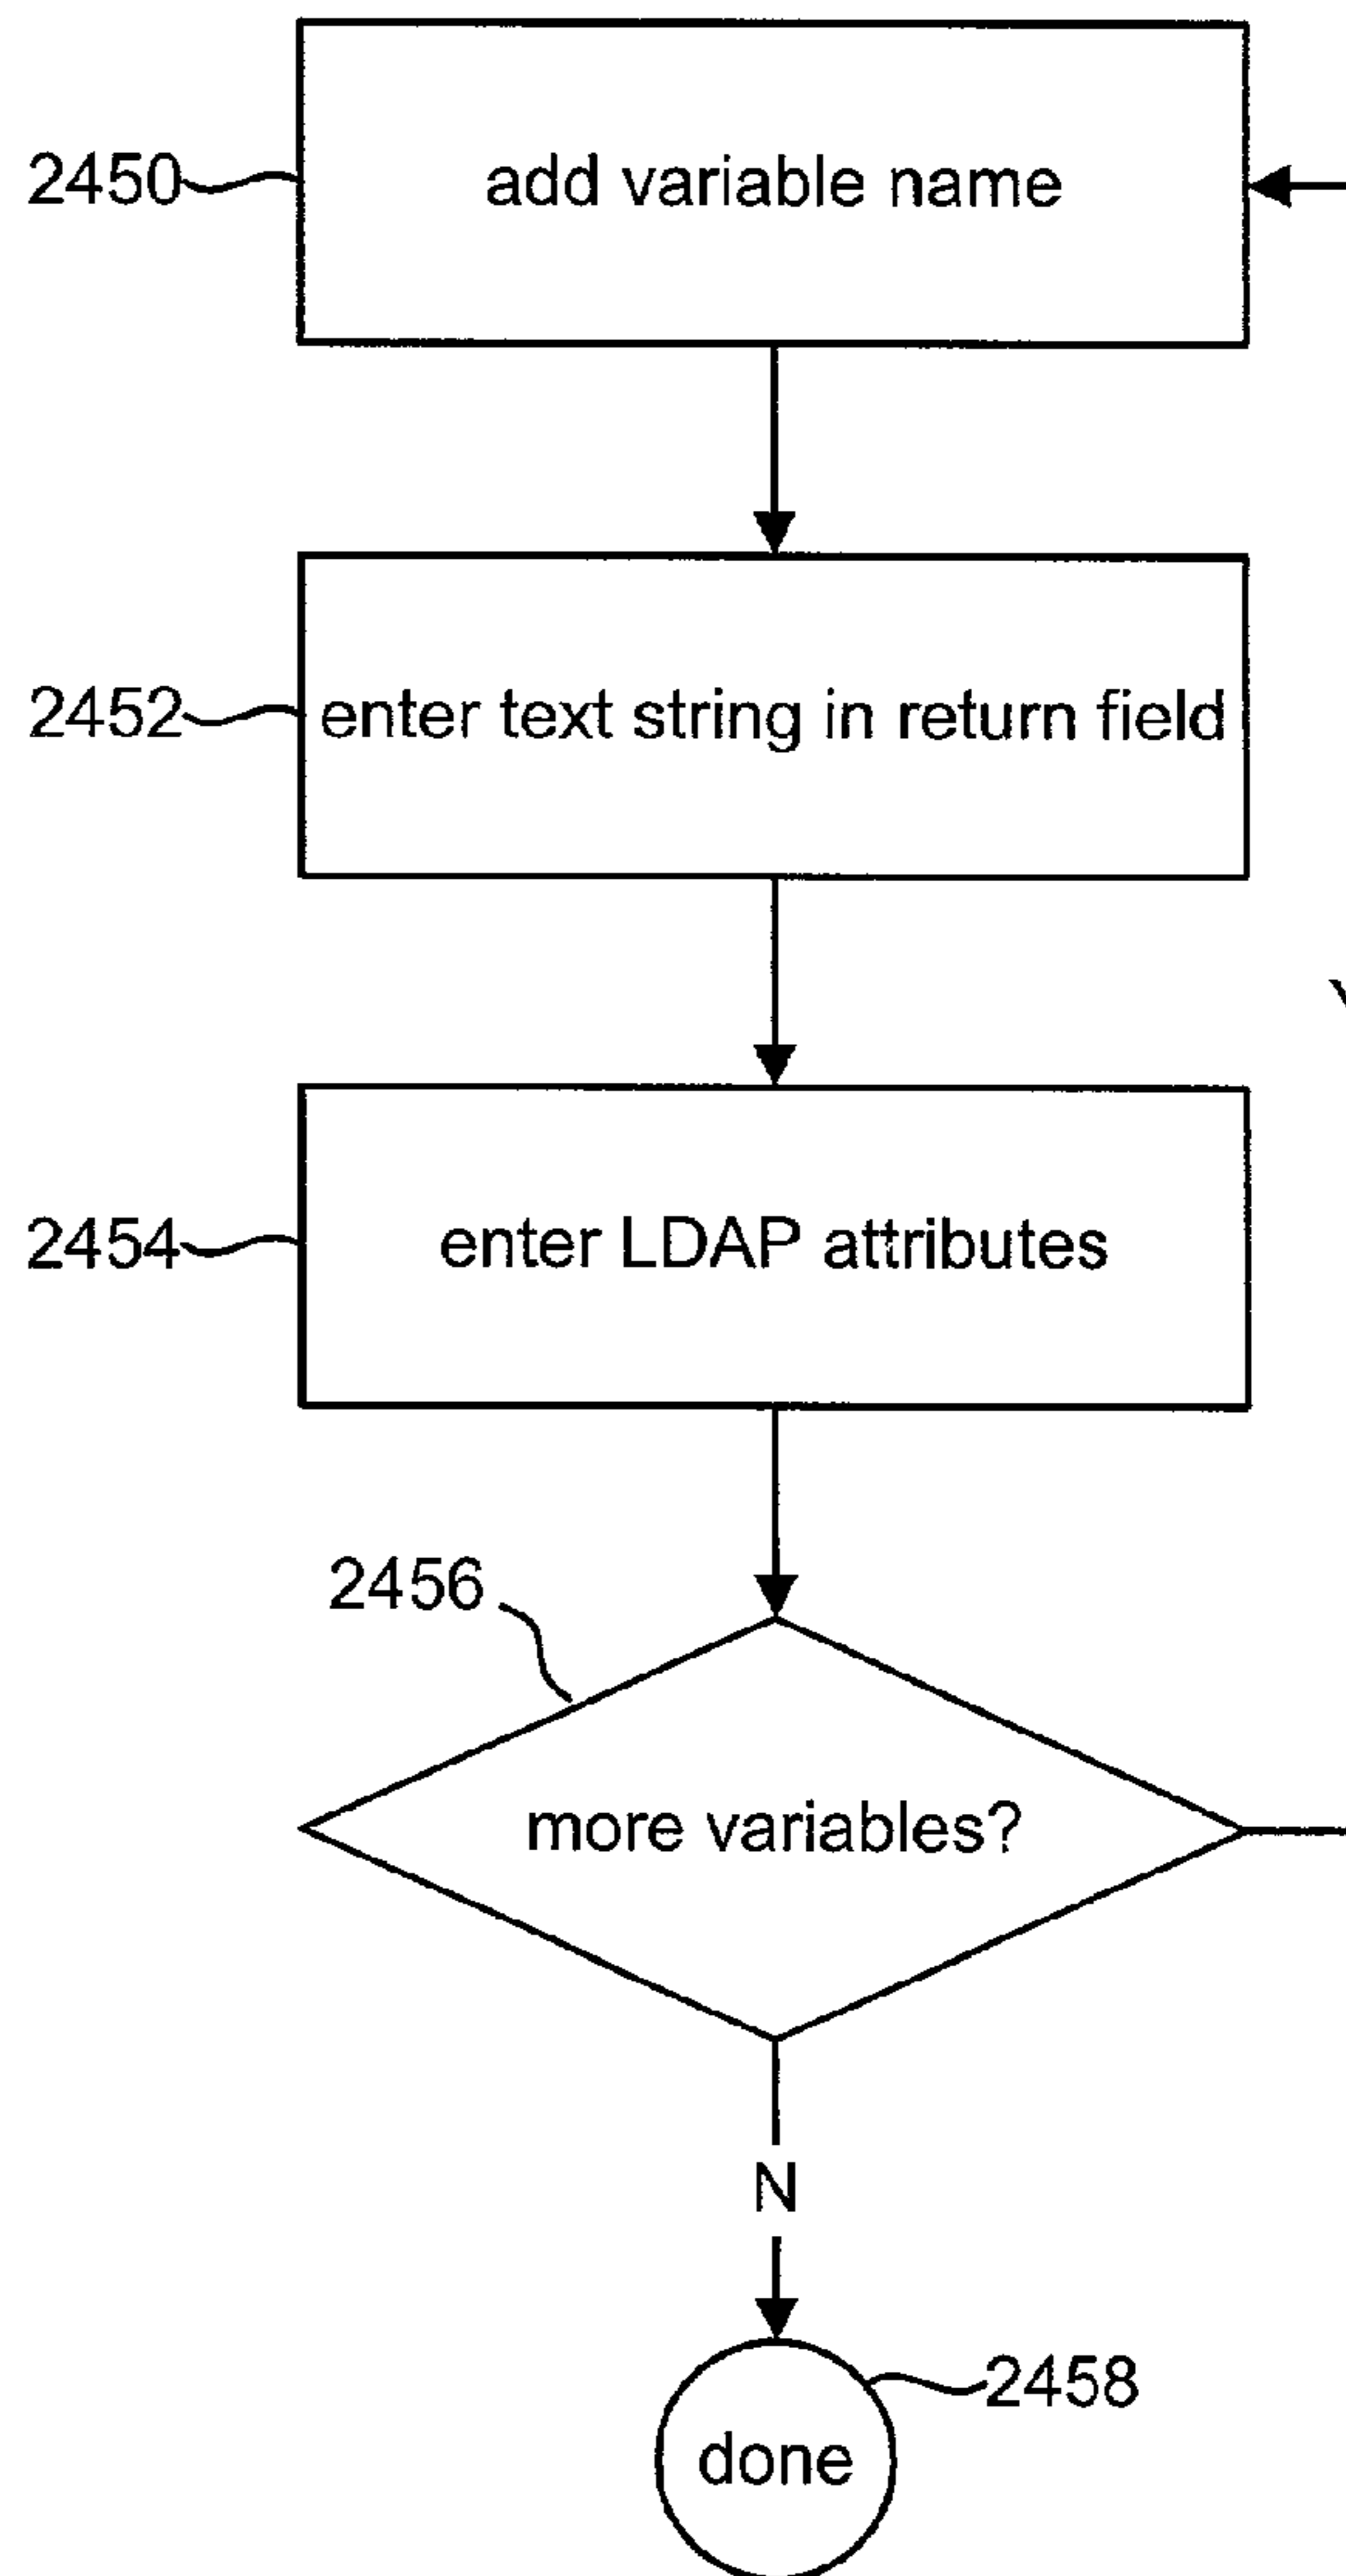 2450
add variable name
2452
enter text string in return field
2454
enter LDAP attributes
2456
more variables?
N
2458
done